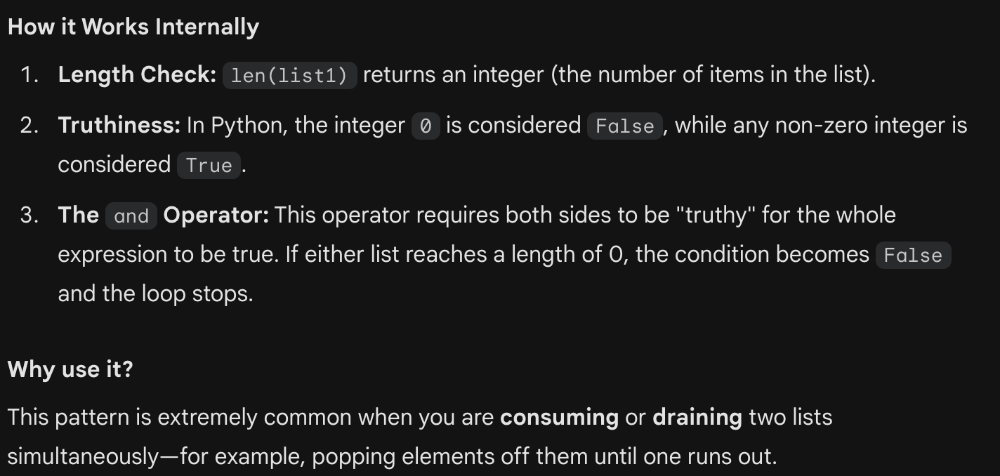 How it Works Internally
1. Length Check: len(list1) returns an integer (the number of items in the list).
2. Truthiness: In Python, the integer 0 is considered False, while any non-zero integer is
considered True.
3. The and Operator: This operator requires both sides to be "truthy" for the whole
expression to be true. If either list reaches a length of 0, the condition becomes False
and the loop stops.
Why use it?
This pattern is extremely common when you are consuming or draining two lists
simultaneously—for example, popping elements off them until one runs out.